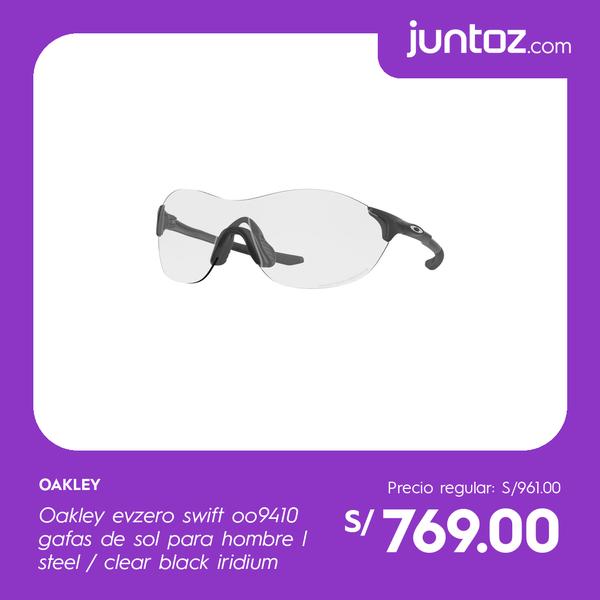 juntoz.com
OAKLEY
Oakley evzero swift oo9410
gafas de sol para hombre |
steel / clear black iridium
Precio regular: S/961.00
S/769.00